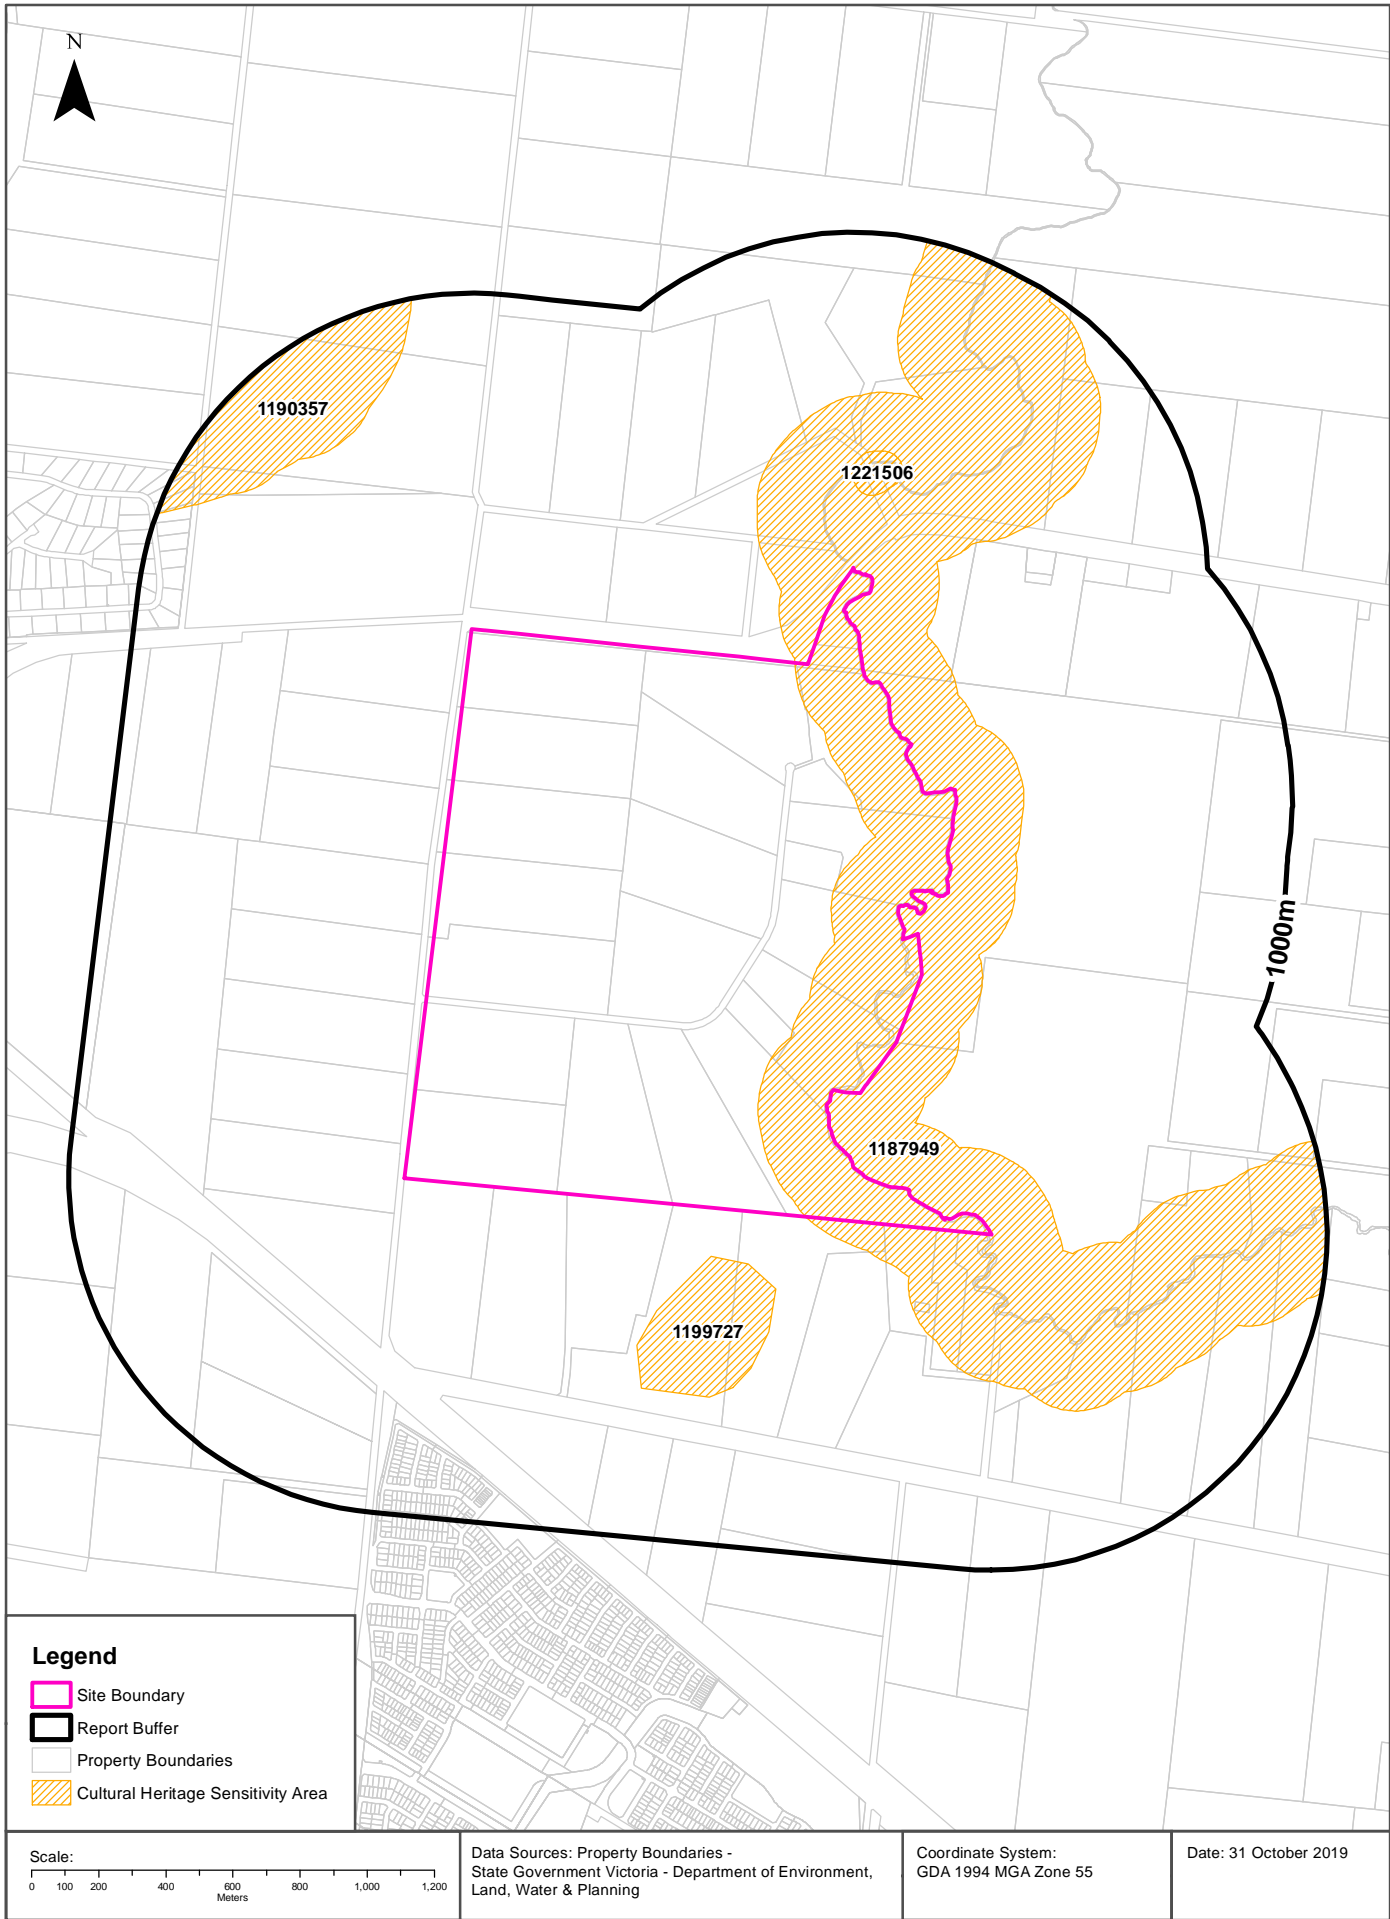 N
1190357
1221506
1000m
1187949
1199727
Legend
Site Boundary
Report Buffer
Property Boundaries
Cultural Heritage Sensitivity Area
Scale:
0 100 200 400 600 800 1,000 1,200
Meters
Data Sources: Property Boundaries -
State Government Victoria - Department of Environment,
Land, Water & Planning
Coordinate System:
GDA 1994 MGA Zone 55
Date: 31 October 2019